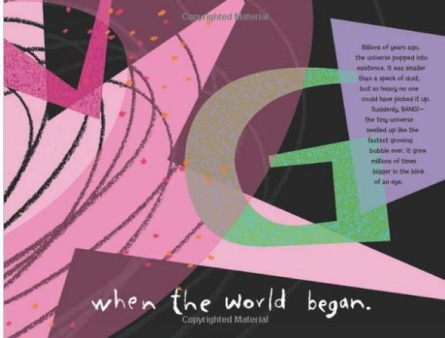 Copyrighted Material
Billions of years ago,
the universe popped into
existence. It was smaller
than a speck of dust,
but so heavy no one
could have picked it up.
Suddenly, BANG!—
the tiny universe
swelled up like the
fastest growing
bubble ever. It grew
millions of times
bigger in the blink
of an eye.
G
when the world began.
Copyrighted Material